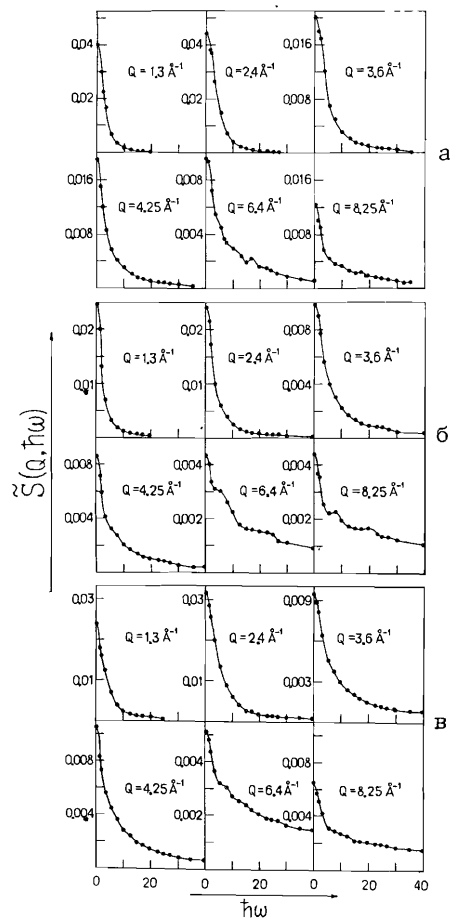 0.04 0.04 0.016
Q = 1.3 Å⁻¹ Q = 2.4 Å⁻¹ Q = 3.6 Å⁻¹
0.02 0.02 0.008
а
0.016 0.008 0.016
Q = 4.25 Å⁻¹ Q = 6.4 Å⁻¹ Q = 8.25 Å⁻¹
0.008 0.004 0.008
0.02 0.02 0.008
Q = 1.3 Å⁻¹ Q = 2.4 Å⁻¹ Q = 3.6 Å⁻¹
0.01 0.01 0.004
б
S̃(Q, ħω)
0.008 0.004 0.004
Q = 4.25 Å⁻¹ Q = 6.4 Å⁻¹ Q = 8.25 Å⁻¹
0.004 0.002 0.002
0.03 0.03 0.009
Q = 1.3 Å⁻¹ Q = 2.4 Å⁻¹ Q = 3.6 Å⁻¹
0.01 0.01 0.003
в
0.008 0.004 0.008
Q = 4.25 Å⁻¹ Q = 6.4 Å⁻¹ Q = 8.25 Å⁻¹
0.004 0.002 0.004
0 20 0 20 0 20 40
ħω